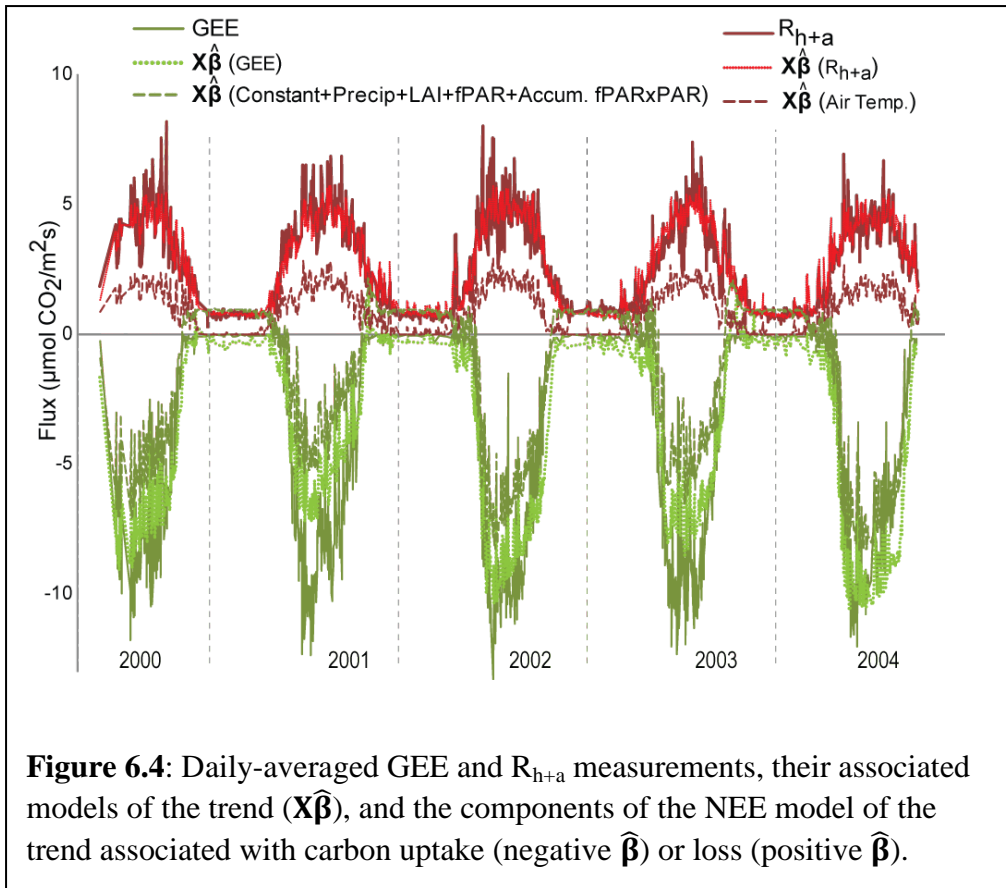 GEE
Xβ̂ (GEE)
Xβ̂ (Constant+Precip+LAI+fPAR+Accum. fPARxPAR)
R_{h+a}
Xβ̂ (R_{h+a})
Xβ̂ (Air Temp.)
Flux (μmol CO₂/m²s)
10
5
0
-5
-10
2000
2001
2002
2003
2004
Figure 6.4: Daily-averaged GEE and R_{h+a} measurements, their associated
models of the trend (Xβ̂), and the components of the NEE model of the
trend associated with carbon uptake (negative β̂) or loss (positive β̂).